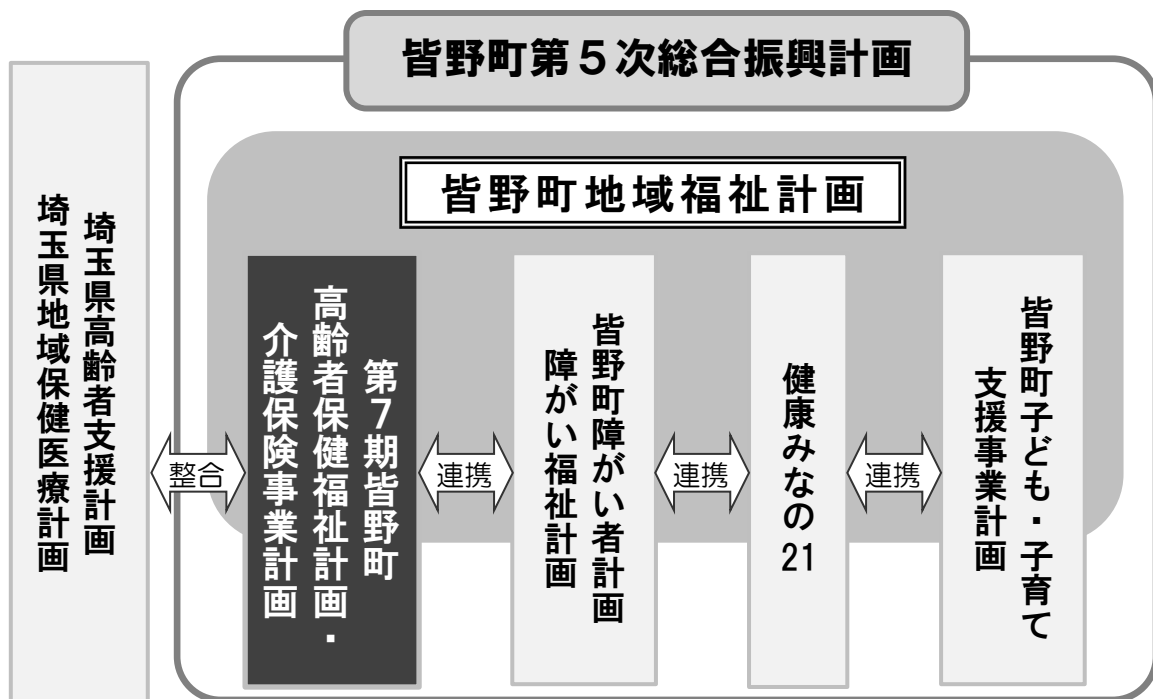 皆野町第５次総合振興計画
皆野町地域福祉計画
埼玉県高齢者支援計画
埼玉県地域保健医療計画
整合
第７期皆野町
高齢者保健福祉計画・
介護保険事業計画
連携
皆野町障がい者計画
障がい福祉計画
連携
健康みなの21
連携
皆野町子ども・子育て
支援事業計画